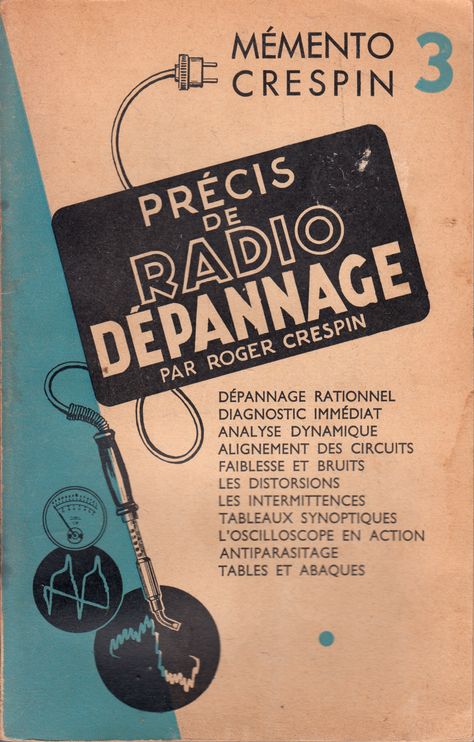 MÉMENTO
CRESPIN 3
PRÉCIS
DE
RADIO
DÉPANNAGE
PAR ROGER CRESPIN
DÉPANNAGE RATIONNEL
DIAGNOSTIC IMMÉDIAT
ANALYSE DYNAMIQUE
ALIGNEMENT DES CIRCUITS
FAIBLESSE ET BRUITS
LES DISTORSIONS
LES INTERMITTENCES
TABLEAUX SYNOPTIQUES
L'OSCILLOSCOPE EN ACTION
ANTIPARASITAGE
TABLES ET ABAQUES